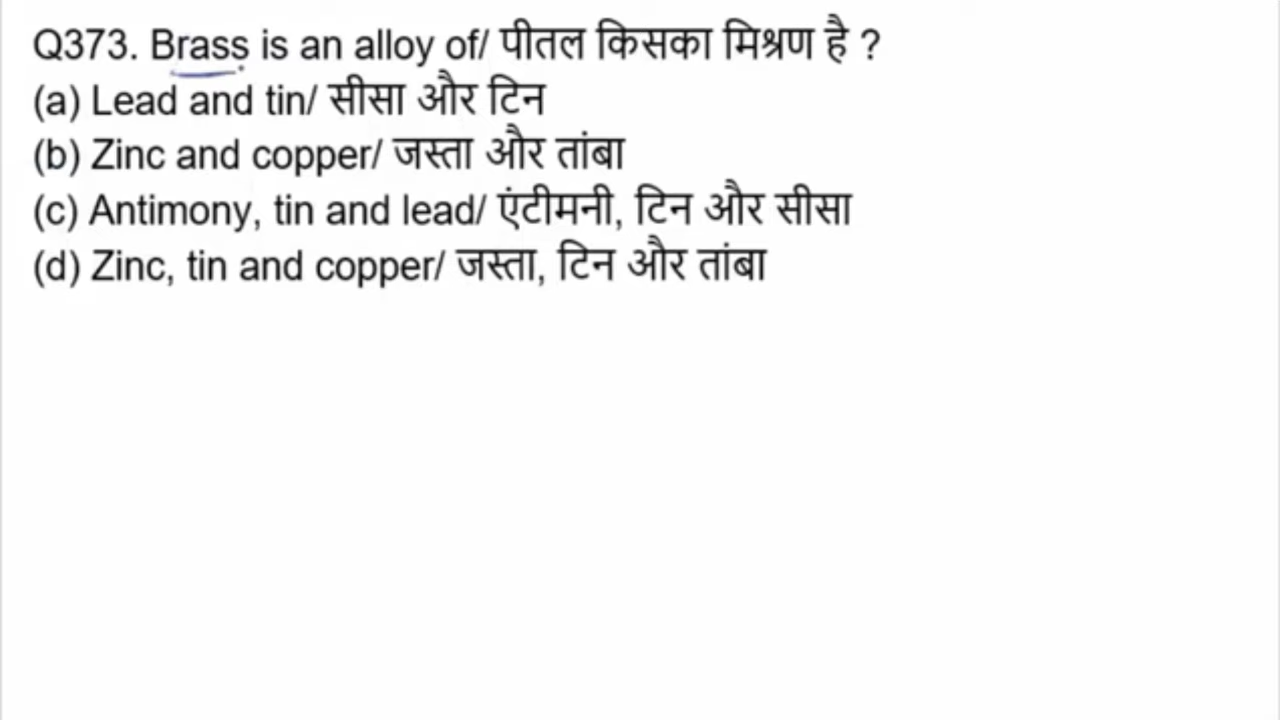 Q373. Brass is an alloy of/ पीतल किसका मिश्रण है ?
(a) Lead and tin/ सीसा और टिन
(b) Zinc and copper/ जस्ता और तांबा
(c) Antimony, tin and lead/ एंटीमनी, टिन और सीसा
(d) Zinc, tin and copper/ जस्ता, टिन और तांबा